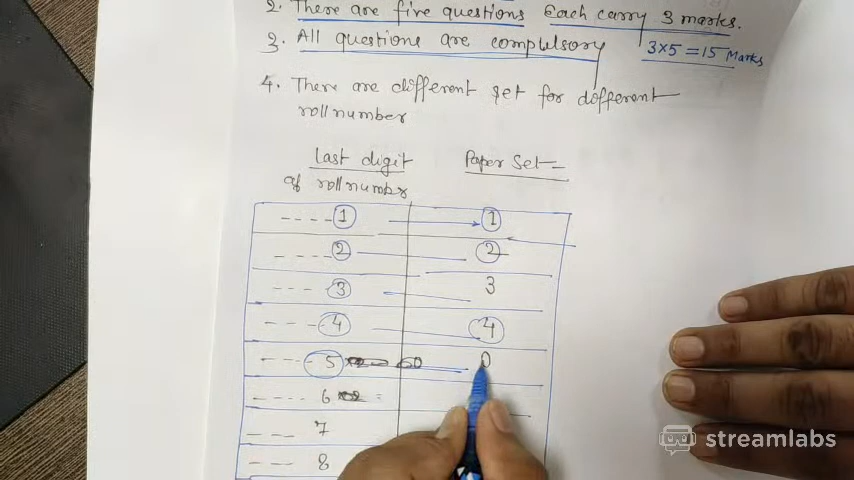 2. There are five questions Each carry 3 marks.
3. All questions are compulsory 3×5=15 Marks
4. There are different set for different
roll number
Last digit Paper Set=
of roll number
----1 1
----2 2
---3 3
---4 4
----5 0
----6
---7
---8
streamlabs